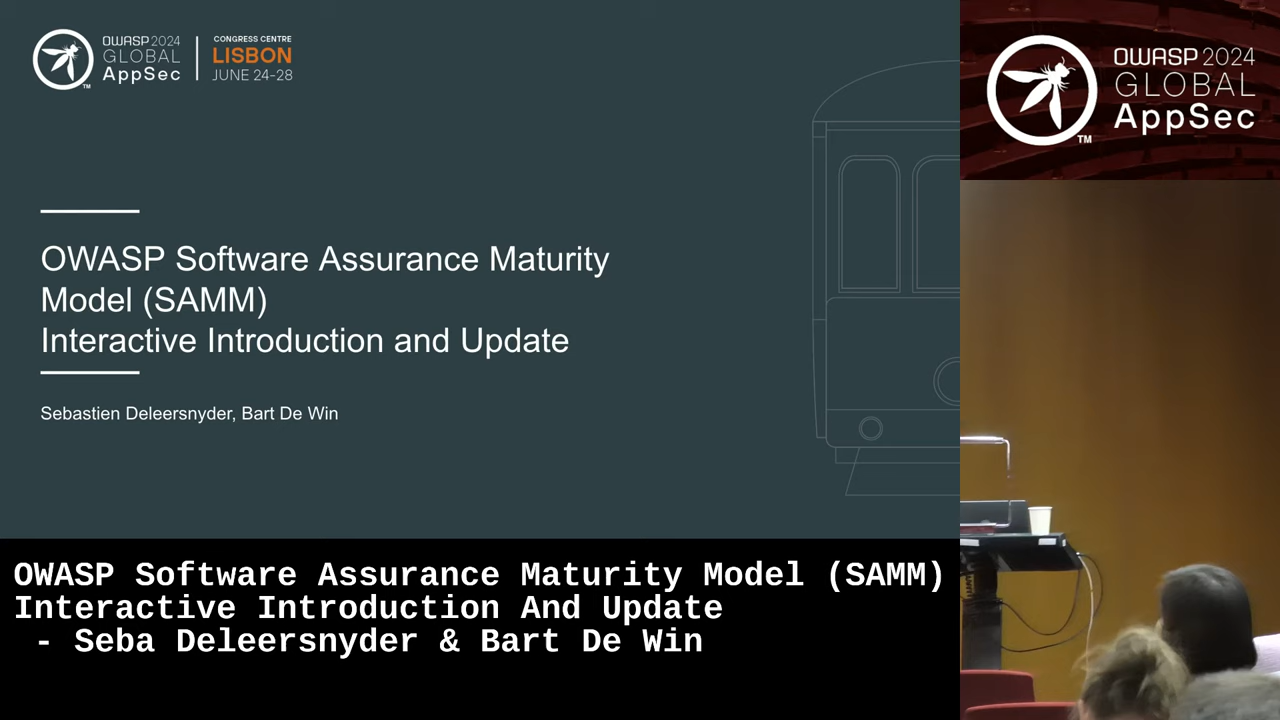 OWASP 2024
GLOBAL
AppSec
TM
CONGRESS CENTRE
LISBON
JUNE 24-28
OWASP Software Assurance Maturity
Model (SAMM)
Interactive Introduction and Update
Sebastien Deleersnyder, Bart De Win
OWASP 2024
GLOBAL
AppSec
TM
OWASP Software Assurance Maturity Model (SAMM)
Interactive Introduction And Update
- Seba Deleersnyder & Bart De Win